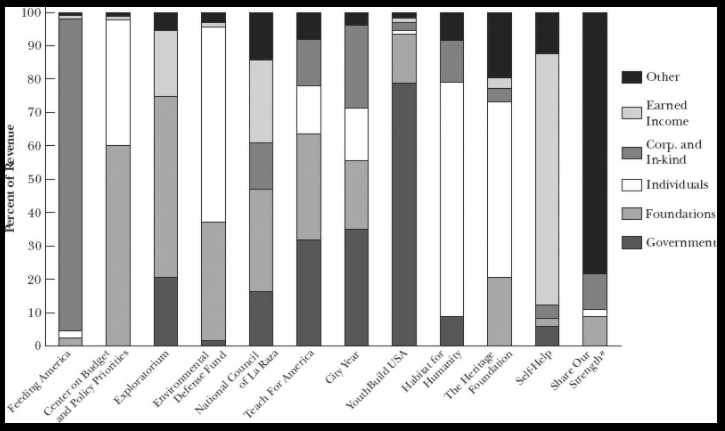 Percent of Revenue
100
90
80
70
60
50
40
30
20
10
0
Feeding America
Center on Budget
and Policy Priorities
Exploratorium
Environmental
Defense Fund
National Council
of La Raza
Teach For America
City Year
YouthBuild USA
Habitat for
Humanity
The Heritage
Foundation
Self-Help
Share Our
Strength*
Other
Earned
Income
Corp. and
In-kind
Individuals
Foundations
Government